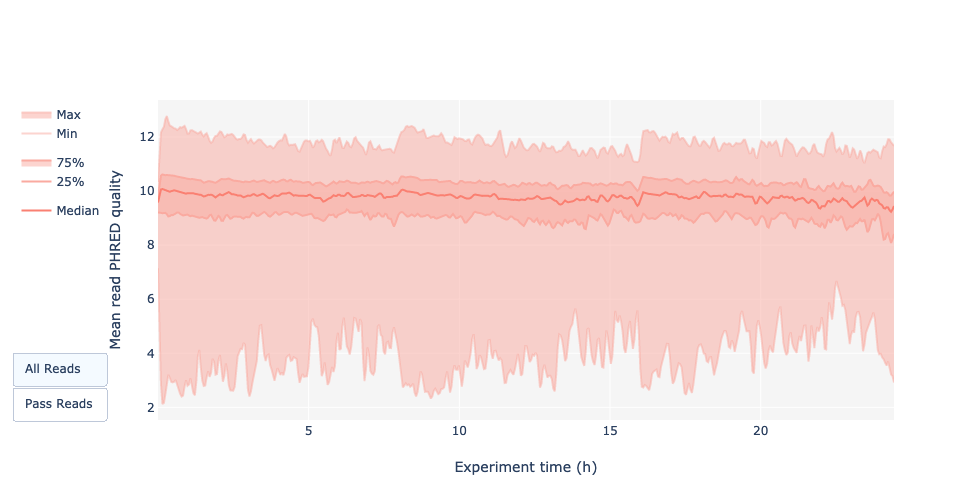 Max
Min
75%
25%
Median
Mean read PHRED quality
12
10
8
6
4
2
5
10
15
20
Experiment time (h)
All Reads
Pass Reads